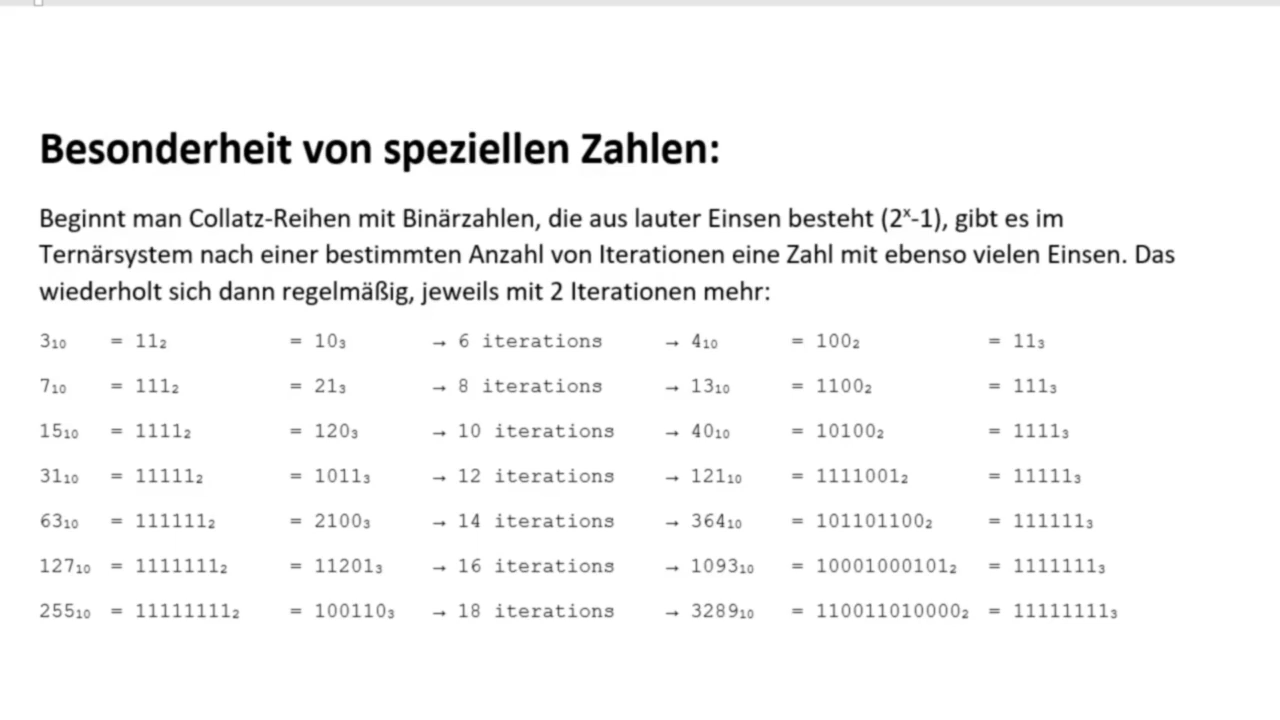 Besonderheit von speziellen Zahlen:
Beginnt man Collatz-Reihen mit Binärzahlen, die aus lauter Einsen besteht (2ˣ-1), gibt es im
Ternärsystem nach einer bestimmten Anzahl von Iterationen eine Zahl mit ebenso vielen Einsen. Das
wiederholt sich dann regelmäßig, jeweils mit 2 Iterationen mehr:
3₁₀ = 11₂ = 10₃ → 6 iterations → 4₁₀ = 100₂ = 11₃
7₁₀ = 111₂ = 21₃ → 8 iterations → 13₁₀ = 1100₂ = 111₃
15₁₀ = 1111₂ = 120₃ → 10 iterations → 40₁₀ = 10100₂ = 1111₃
31₁₀ = 11111₂ = 1011₃ → 12 iterations → 121₁₀ = 1111001₂ = 11111₃
63₁₀ = 111111₂ = 2100₃ → 14 iterations → 364₁₀ = 101101100₂ = 111111₃
127₁₀ = 1111111₂ = 11201₃ → 16 iterations → 1093₁₀ = 10001000101₂ = 1111111₃
255₁₀ = 11111111₂ = 100110₃ → 18 iterations → 3289₁₀ = 110011010000₂ = 11111111₃